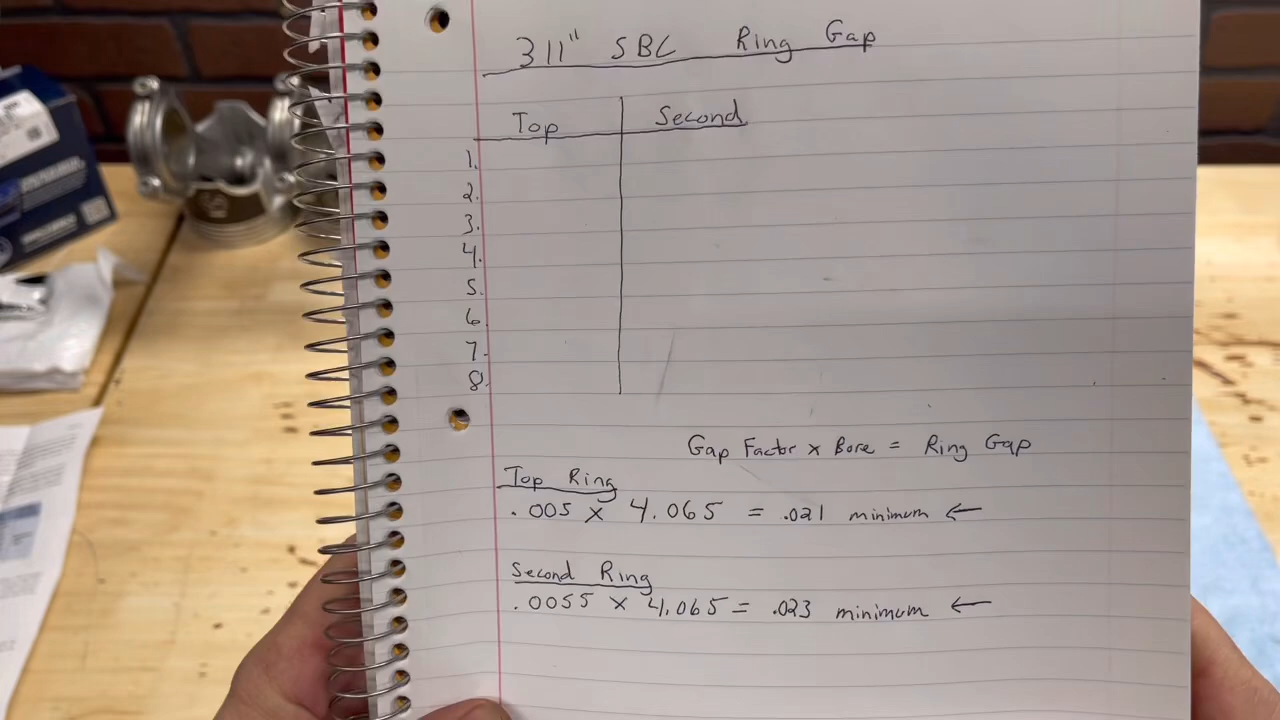 311" SBC Ring Gap
Top Second
1.
2.
3.
4.
5.
6.
7.
8.
Gap Factor x Bore = Ring Gap
Top Ring
.005 x 4.065 = .021 minimum ←
Second Ring
.0055 x 4.065 = .023 minimum ←